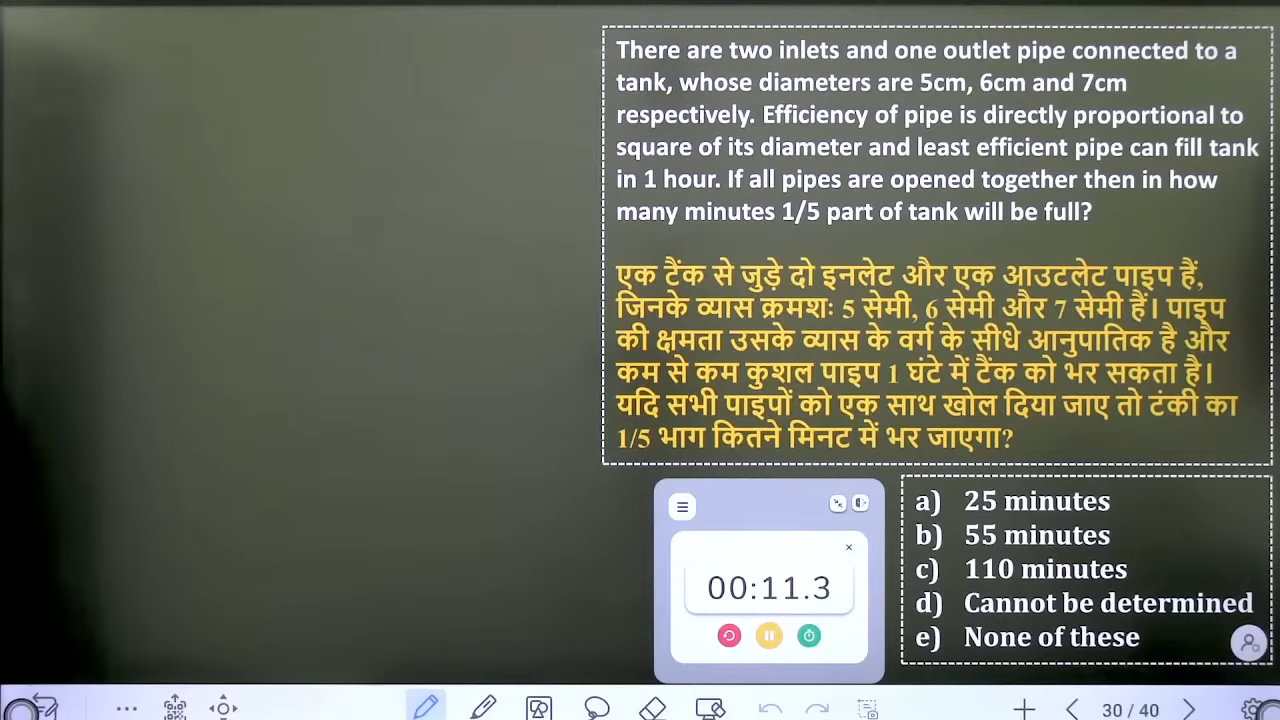 There are two inlets and one outlet pipe connected to a
tank, whose diameters are 5cm, 6cm and 7cm
respectively. Efficiency of pipe is directly proportional to
square of its diameter and least efficient pipe can fill tank
in 1 hour. If all pipes are opened together then in how
many minutes 1/5 part of tank will be full?
एक टैंक से जुड़े दो इनलेट और एक आउटलेट पाइप हैं,
जिनके व्यास क्रमशः 5 सेमी, 6 सेमी और 7 सेमी हैं। पाइप
की क्षमता उसके व्यास के वर्ग के सीधे आनुपातिक है और
कम से कम कुशल पाइप 1 घंटे में टैंक को भर सकता है।
यदि सभी पाइपों को एक साथ खोल दिया जाए तो टंकी का
1/5 भाग कितने मिनट में भर जाएगा?
a) 25 minutes
b) 55 minutes
c) 110 minutes
d) Cannot be determined
e) None of these
00:11.3
30 / 40